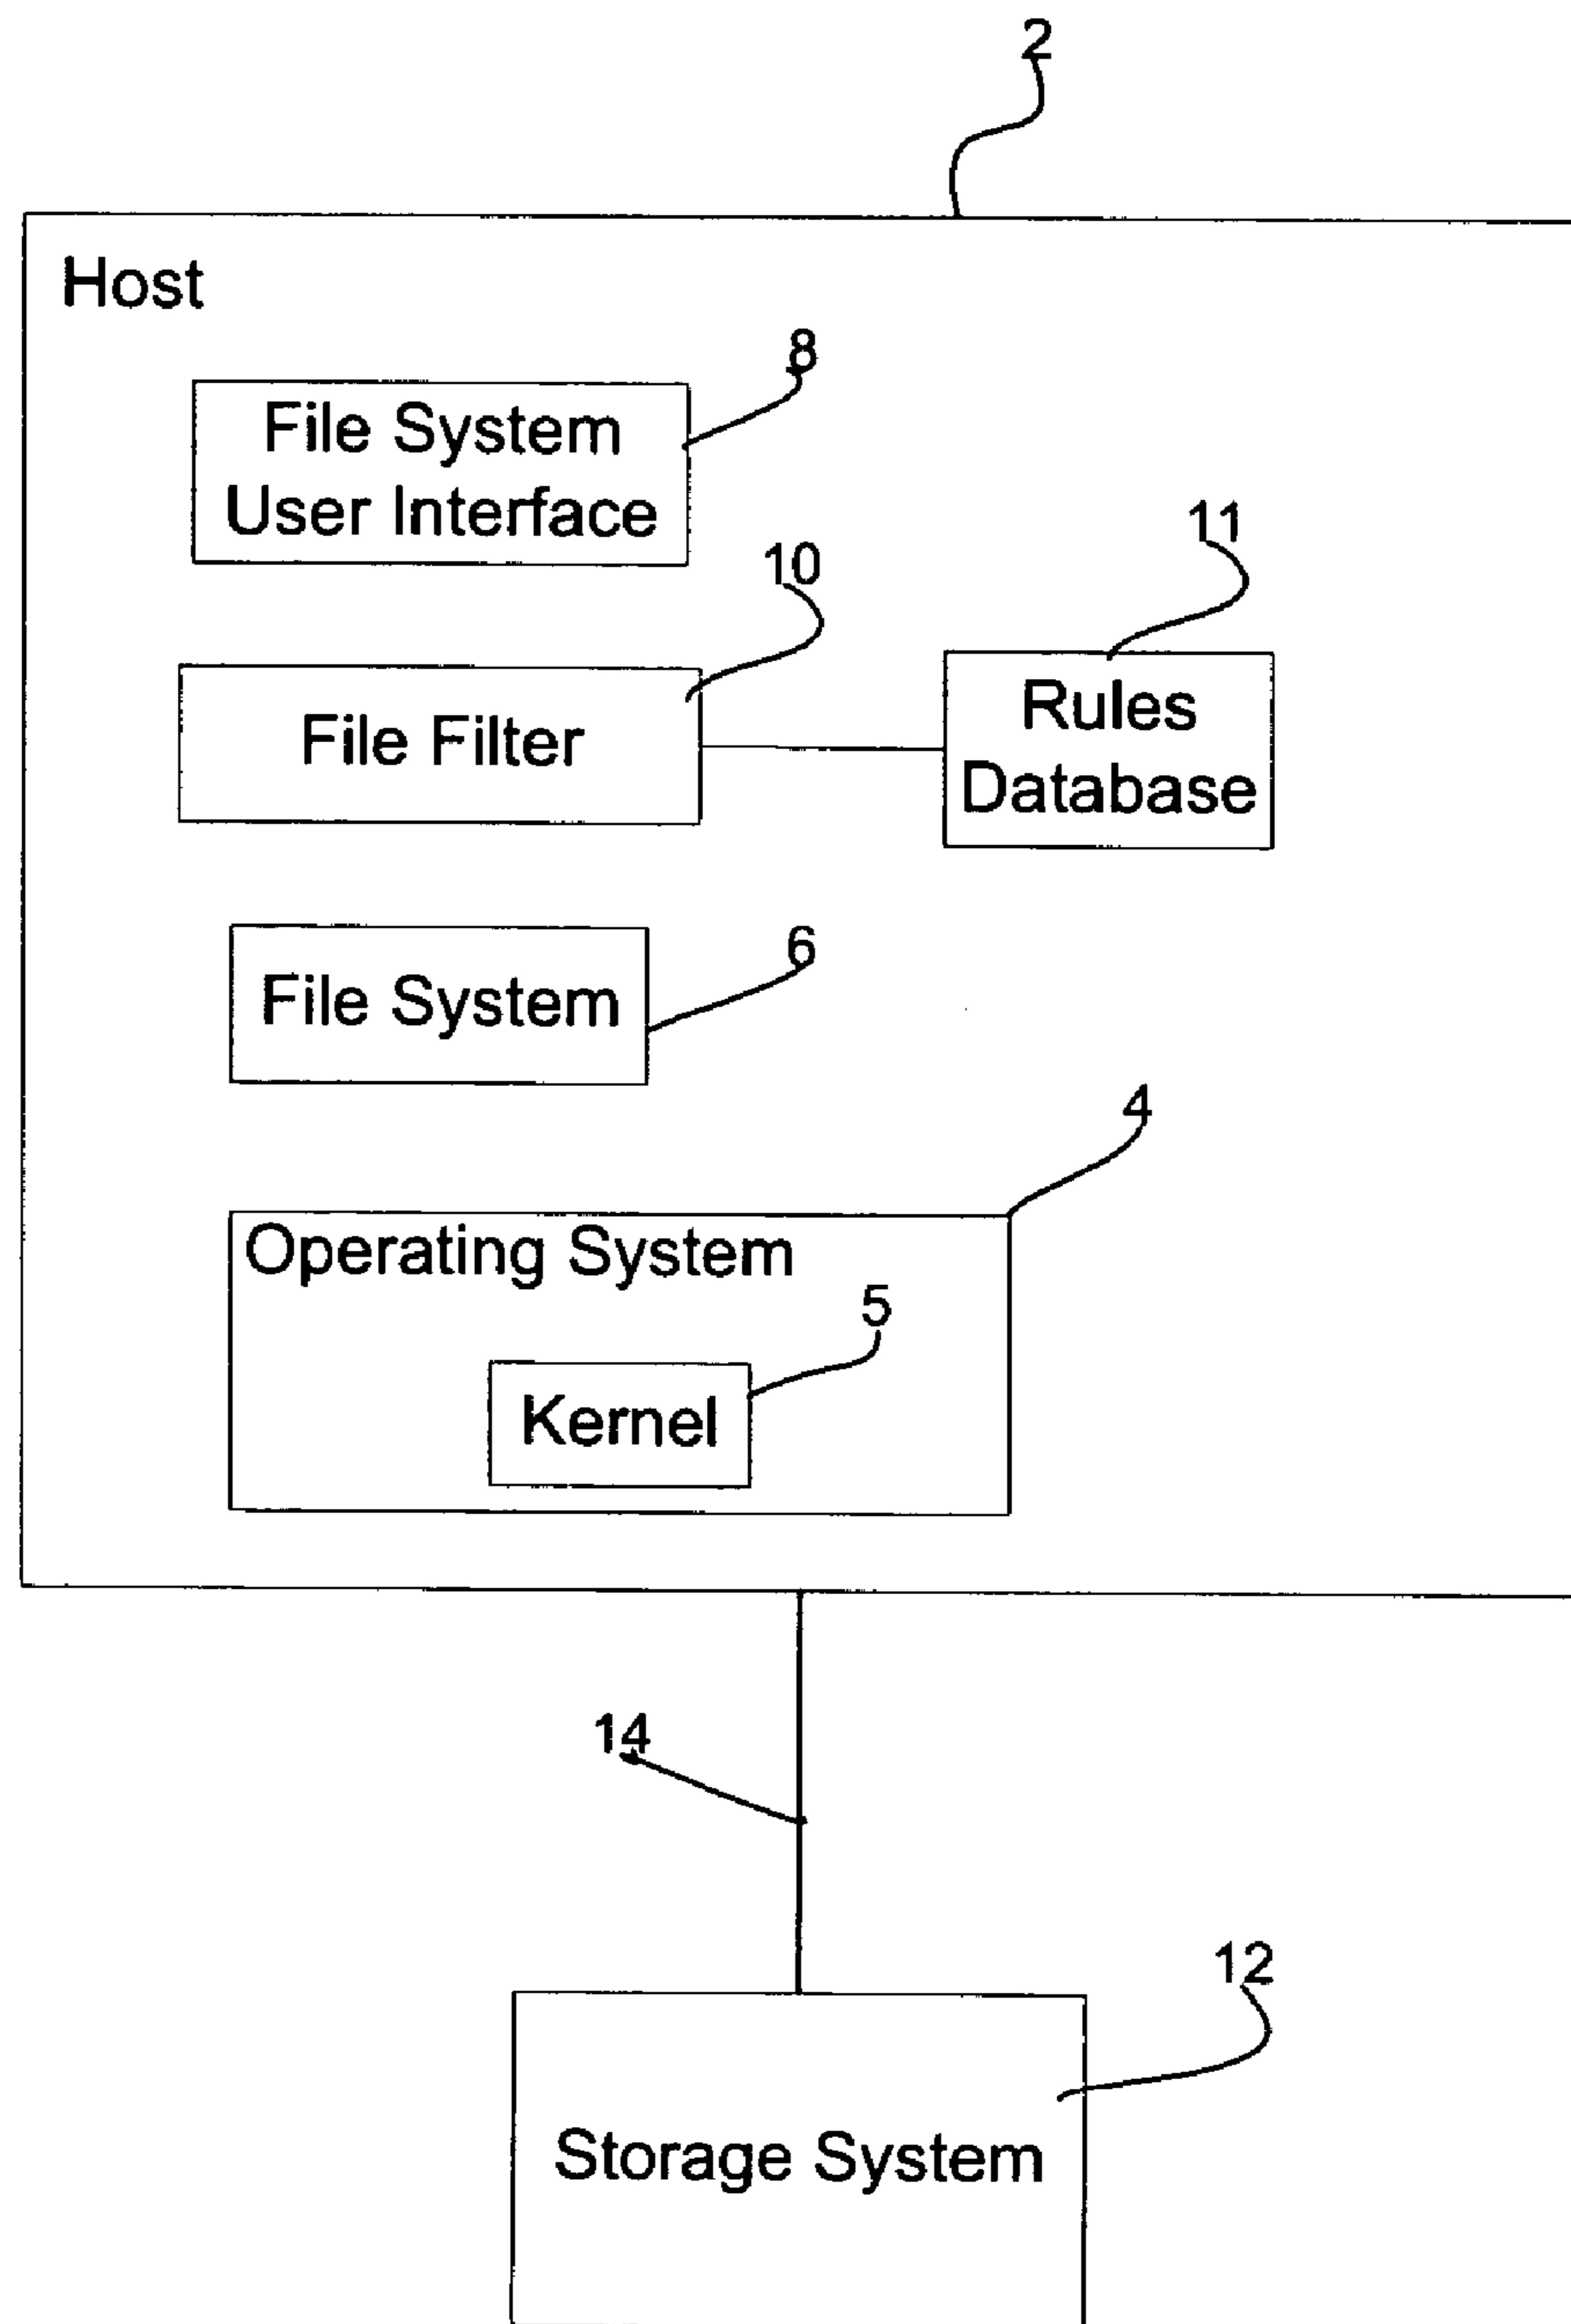 2
Host
8
File System
User Interface
10
11
File Filter
Rules
Database
6
File System
4
Operating System
5
Kernel
14
12
Storage System